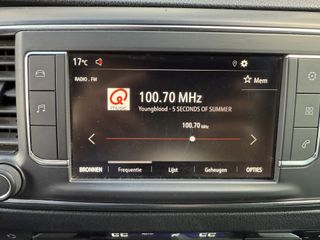 17°C
Mem
RADIO . FM
Q
music
100.70 MHz
Youngblood - 5 SECONDS OF SUMMER
100.70 MHz
BRONNEN Frequentie Lijst Geheugen OPTIES